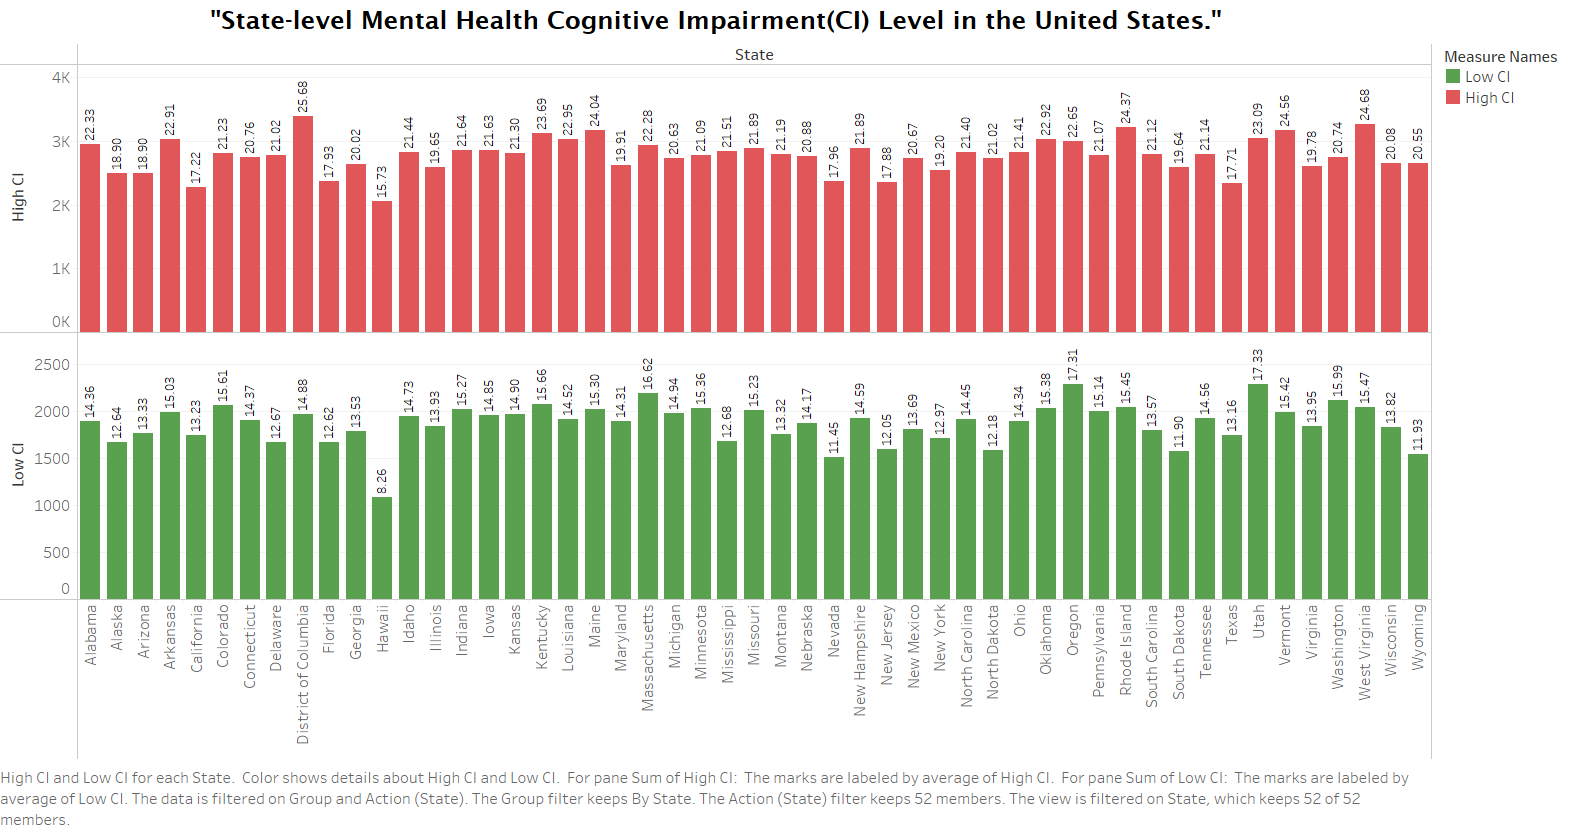 "State-level Mental Health Cognitive Impairment(CI) Level in the United States."
State
Measure Names
Low CI
High CI
High CI
4K
3K
2K
1K
0K
22.33
18.90
18.90
22.91
17.22
21.23
20.76
21.02
25.68
17.93
20.02
15.73
21.44
19.65
21.64
21.63
21.30
23.69
22.95
24.04
19.91
22.28
20.63
21.09
21.51
21.89
21.19
20.88
17.96
21.89
17.88
20.67
19.20
21.40
21.02
21.41
22.92
22.65
21.07
24.37
21.12
19.64
21.14
17.71
23.09
24.56
19.78
20.74
24.68
20.08
20.55
Low CI
2500
2000
1500
1000
500
0
14.36
12.64
13.33
15.03
13.23
15.61
14.37
12.67
14.88
12.62
13.53
8.26
14.73
13.93
15.27
14.85
14.90
15.66
14.52
15.30
14.31
16.62
14.94
15.36
12.68
15.23
13.32
14.17
11.45
14.59
12.05
13.69
12.97
14.45
12.18
14.34
15.38
17.31
15.14
15.45
13.57
11.90
14.56
13.16
17.33
15.42
13.95
15.99
15.47
13.82
11.93
Alabama
Alaska
Arizona
Arkansas
California
Colorado
Connecticut
Delaware
District of Columbia
Florida
Georgia
Hawaii
Idaho
Illinois
Indiana
Iowa
Kansas
Kentucky
Louisiana
Maine
Maryland
Massachusetts
Michigan
Minnesota
Mississippi
Missouri
Montana
Nebraska
Nevada
New Hampshire
New Jersey
New Mexico
New York
North Carolina
North Dakota
Ohio
Oklahoma
Oregon
Pennsylvania
Rhode Island
South Carolina
South Dakota
Tennessee
Texas
Utah
Vermont
Virginia
Washington
West Virginia
Wisconsin
Wyoming
High CI and Low CI for each State.  Color shows details about High CI and Low CI.  For pane Sum of High CI:  The marks are labeled by average of High CI.  For pane Sum of Low CI:  The marks are labeled by
average of Low CI. The data is filtered on Group and Action (State). The Group filter keeps By State. The Action (State) filter keeps 52 members. The view is filtered on State, which keeps 52 of 52
members.